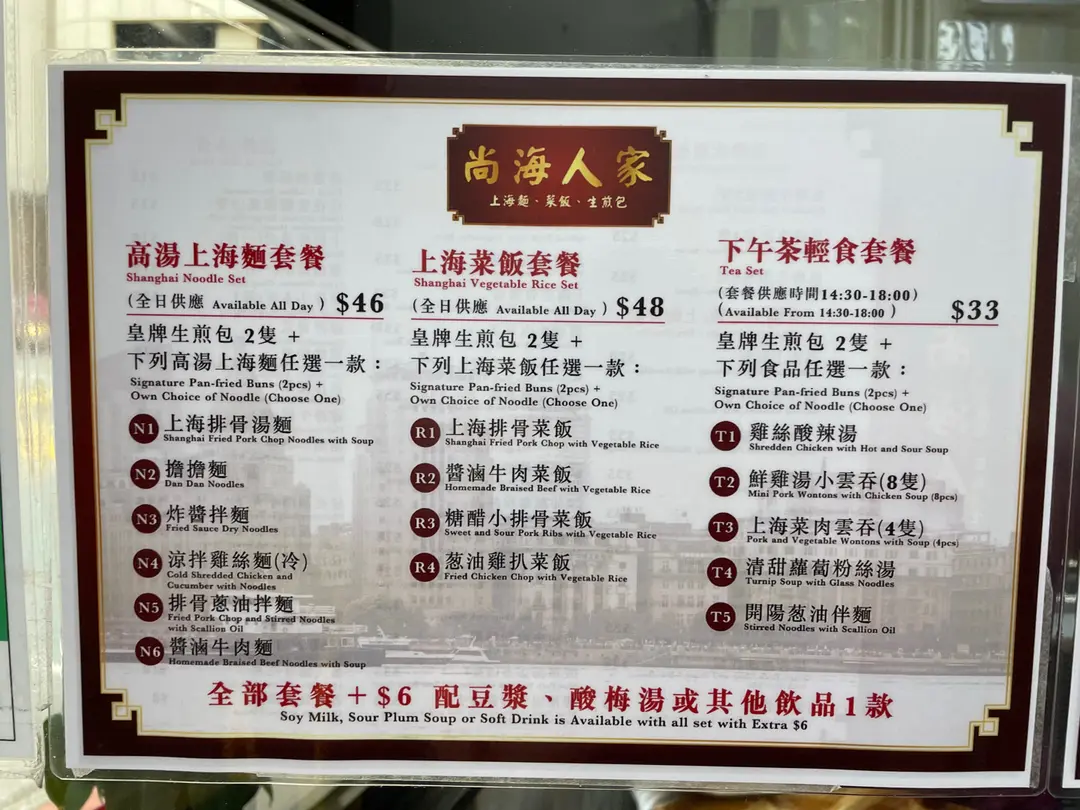 尚海人家
上海麵、菜飯、生煎包
高湯上海麵套餐
Shanghai Noodle Set
(全日供應 Available All Day) $46
皇牌生煎包 2隻 +
下列高湯上海麵任選一款：
Signature Pan-fried Buns (2pcs) +
Own Choice of Noodle (Choose One)
N1 上海排骨湯麵
Shanghai Fried Pork Chop Noodles with Soup
N2 擔擔麵
Dan Dan Noodles
N3 炸醬拌麵
Fried Sauce Dry Noodles
N4 涼拌雞絲麵(冷)
Cold Shredded Chicken and
Cucumber with Noodles
N5 排骨蔥油拌麵
Fried Pork Chop and Stirred Noodles
with Scallion Oil
N6 醬滷牛肉麵
Homemade Braised Beef Noodles with Soup
上海菜飯套餐
Shanghai Vegetable Rice Set
(全日供應 Available All Day) $48
皇牌生煎包 2隻 +
下列上海菜飯任選一款：
Signature Pan-fried Buns (2pcs) +
Own Choice of Noodle (Choose One)
R1 上海排骨菜飯
Shanghai Fried Pork Chop with Vegetable Rice
R2 醬滷牛肉菜飯
Homemade Braised Beef with Vegetable Rice
R3 糖醋小排骨菜飯
Sweet and Sour Pork Ribs with Vegetable Rice
R4 葱油雞扒菜飯
Fried Chicken Chop with Vegetable Rice
下午茶輕食套餐
Tea Set
(套餐供應時間14:30-18:00)
(Available From 14:30-18:00) $33
皇牌生煎包 2隻 +
下列食品任選一款：
Signature Pan-fried Buns (2pcs) +
Own Choice of Noodle (Choose One)
T1 雞絲酸辣湯
Shredden Chicken with Hot and Sour Soup
T2 鮮雞湯小雲吞(8隻)
Mini Pork Wontons with Chicken Soup (8pcs)
T3 上海菜肉雲吞(4隻)
Pork and Vegetable Wontons with Soup (4pcs)
T4 清甜蘿蔔粉絲湯
Turnip Soup with Glass Noodles
T5 開陽葱油伴麵
Stirred Noodles with Scallion Oil
全部套餐+$6 配豆漿、酸梅湯或其他飲品1款
Soy Milk, Sour Plum Soup or Soft Drink is Available with all set with Extra $6